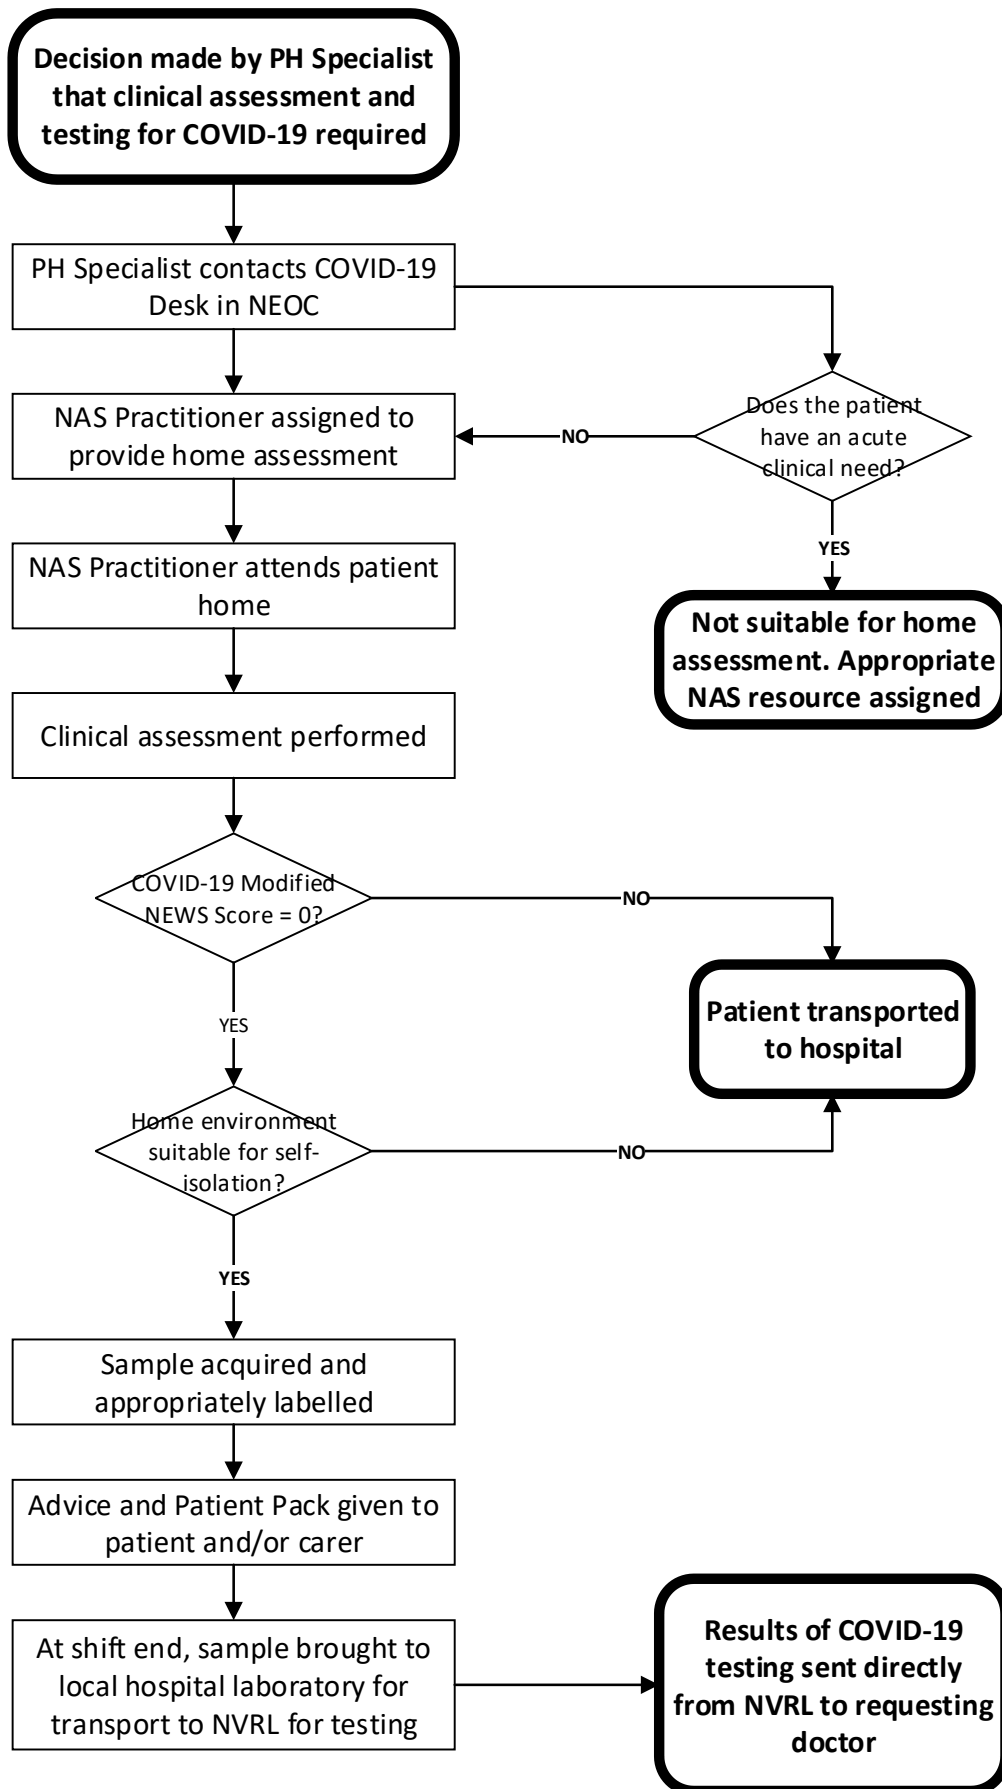 Decision made by PH Specialist
that clinical assessment and
testing for COVID-19 required
PH Specialist contacts COVID-19
Desk in NEOC
NAS Practitioner assigned to
provide home assessment
NO
Does the patient
have an acute
clinical need?
YES
NAS Practitioner attends patient
home
Not suitable for home
assessment. Appropriate
NAS resource assigned
Clinical assessment performed
COVID-19 Modified
NEWS Score = 0?
NO
YES
Patient transported
to hospital
Home environment
suitable for self-
isolation?
NO
YES
Sample acquired and
appropriately labelled
Advice and Patient Pack given to
patient and/or carer
At shift end, sample brought to
local hospital laboratory for
transport to NVRL for testing
Results of COVID-19
testing sent directly
from NVRL to requesting
doctor